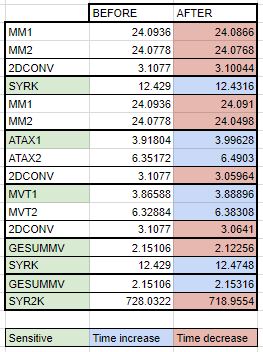 BEFORE AFTER
MM1 24.0936 24.0866
MM2 24.0778 24.0768
2DCONV 3.1077 3.10044
SYRK 12.429 12.4316
MM1 24.0936 24.091
MM2 24.0778 24.0498
ATAX1 3.91804 3.99628
ATAX2 6.35172 6.4903
2DCONV 3.1077 3.05964
MVT1 3.86588 3.88896
MVT2 6.32884 6.38308
2DCONV 3.1077 3.0641
GESUMMV 2.15106 2.12256
SYRK 12.429 12.4748
GESUMMV 2.15106 2.15316
SYR2K 728.0322 718.9554
Sensitive Time increase Time decrease